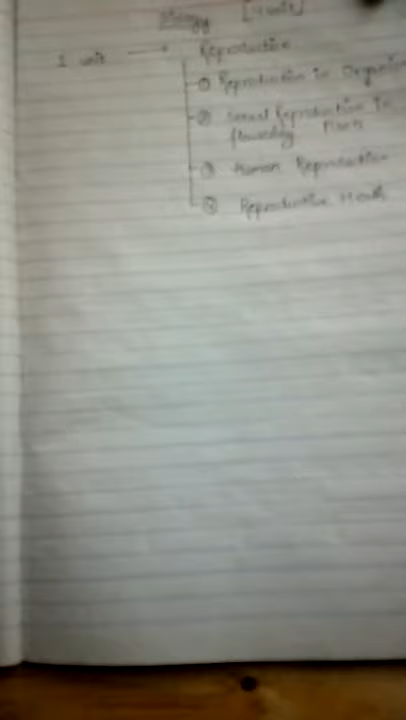 Biology
1 unit → Reproduction
① Reproduction in Organism
② Sexual Reproduction in
flowering Plants
③ Human Reproduction
④ Reproductive Health